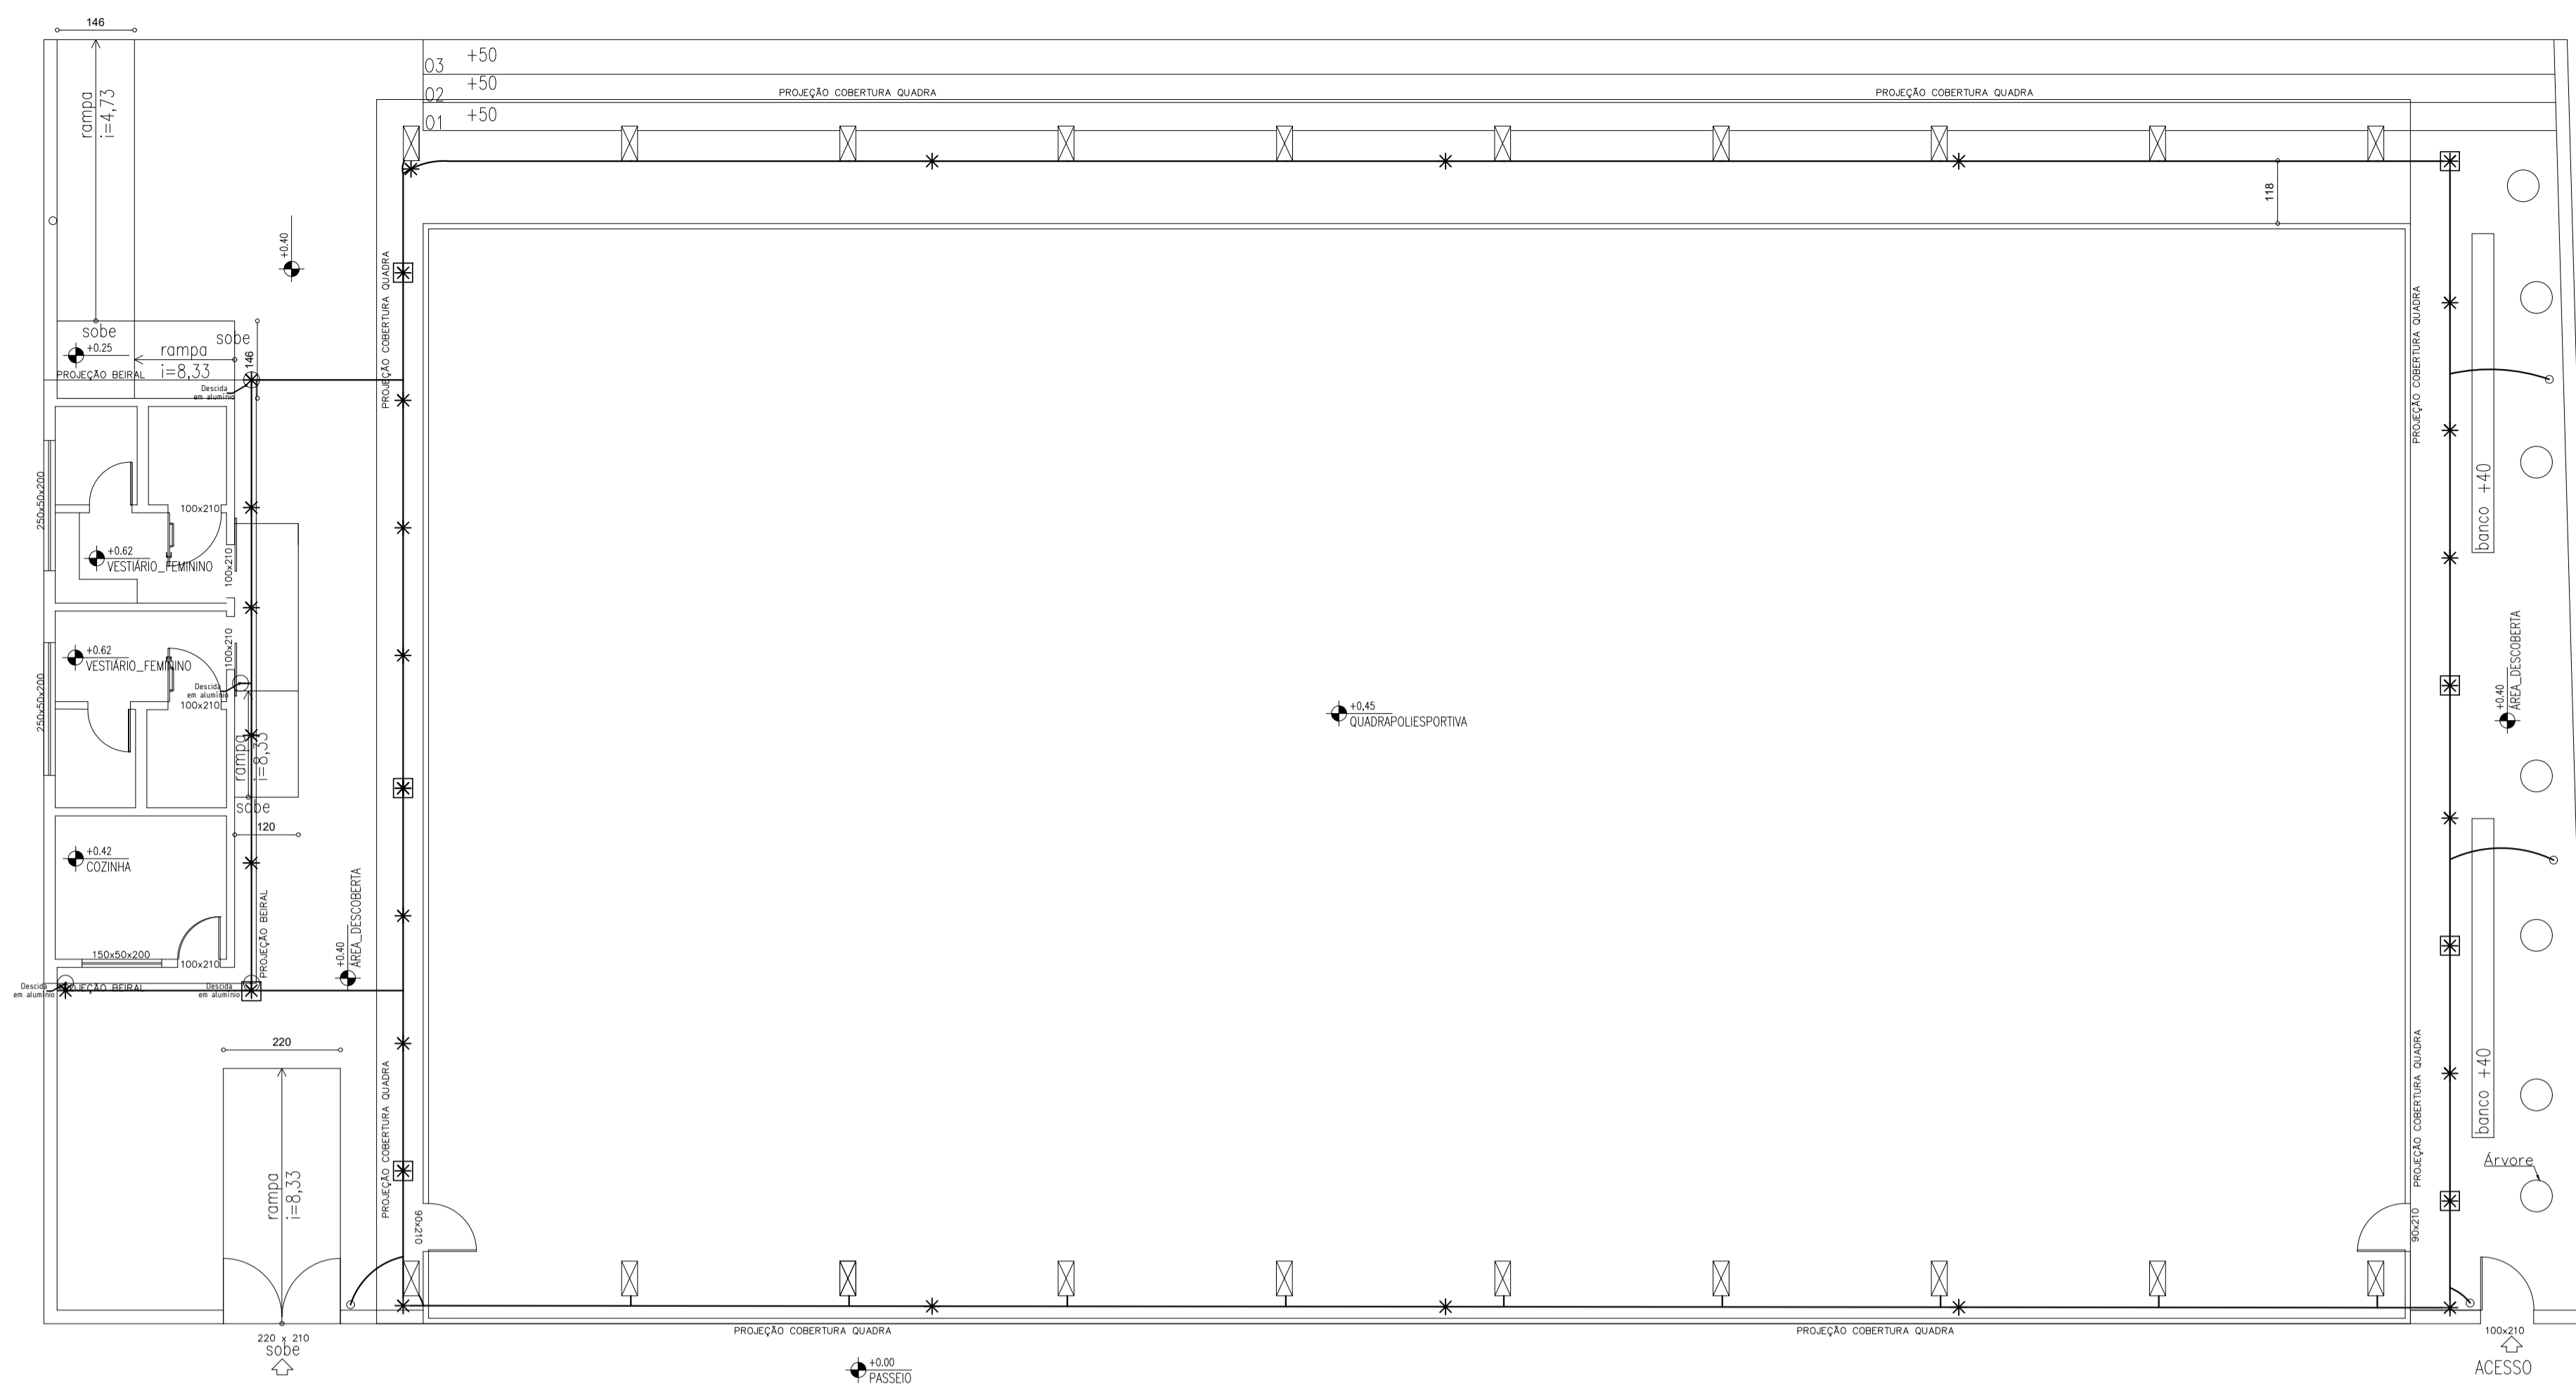 146
03 +50
02 +50
01 +50
PROJEÇÃO COBERTURA QUADRA
PROJEÇÃO COBERTURA QUADRA
rampa
i=4,73
118
+0.40
PROJEÇÃO COBERTURA QUADRA
PROJEÇÃO COBERTURA QUADRA
sobe
+0.25
rampa
i=8,33
sobe
146
PROJEÇÃO BEIRAL
Descida
em alumínio
250x50x200
100x210
+0.62
VESTIÁRIO_FEMININO
100x210
banco +40
+0.62
VESTIÁRIO_FEMININO
100x210
Descida
em alumínio
100x210
250x50x200
rampa
i=8,33
sobe
120
+0,45
QUADRAPOLIESPORTIVA
+0.40
ÁREA_DESCOBERTA
+0.42
COZINHA
150x50x200
100x210
PROJEÇÃO BEIRAL
+0.40
ÁREA_DESCOBERTA
Descida
em alumínio
PROJEÇÃO BEIRAL
Descida
em alumínio
220
rampa
i=8,33
PROJEÇÃO COBERTURA QUADRA
90x210
PROJEÇÃO COBERTURA QUADRA
90x210
banco +40
Árvore
220 x 210
sobe
PROJEÇÃO COBERTURA QUADRA
PROJEÇÃO COBERTURA QUADRA
100x210
ACESSO
+0.00
PASSEIO